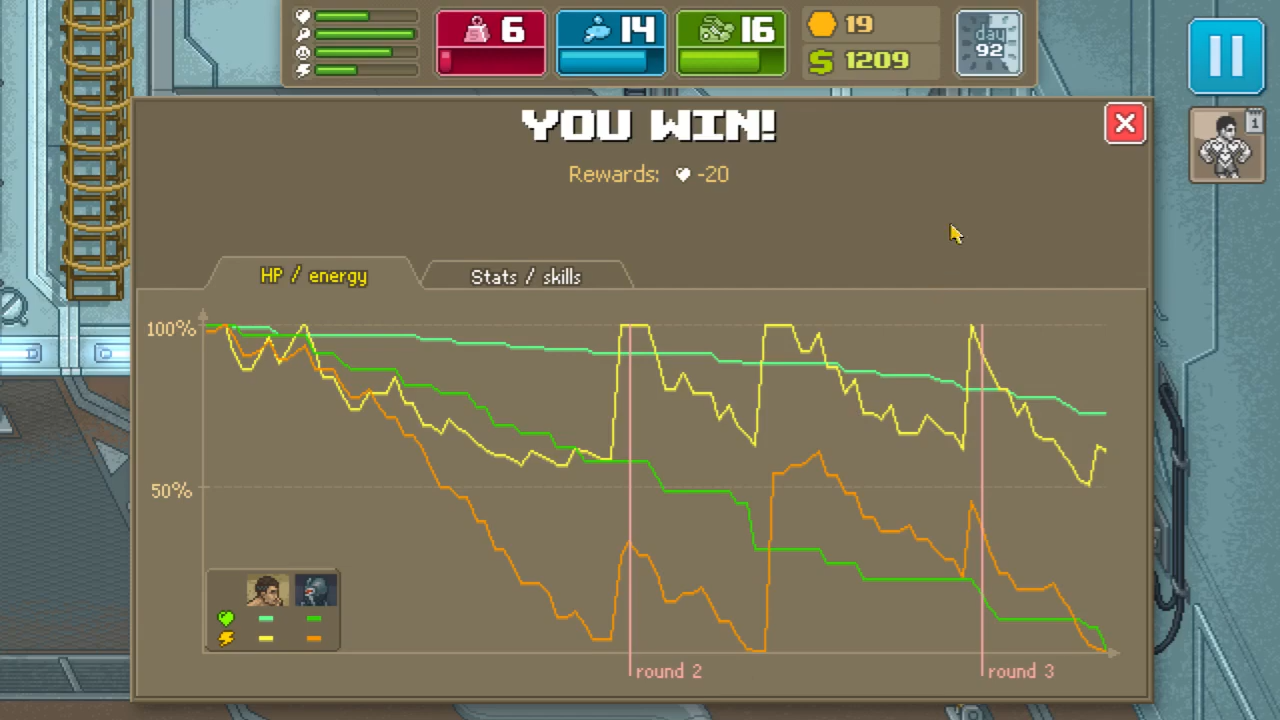 6
14
16
19
1209
day
92
1
YOU WIN!
Rewards: -20
HP / energy
Stats / skills
100%
50%
round 2
round 3